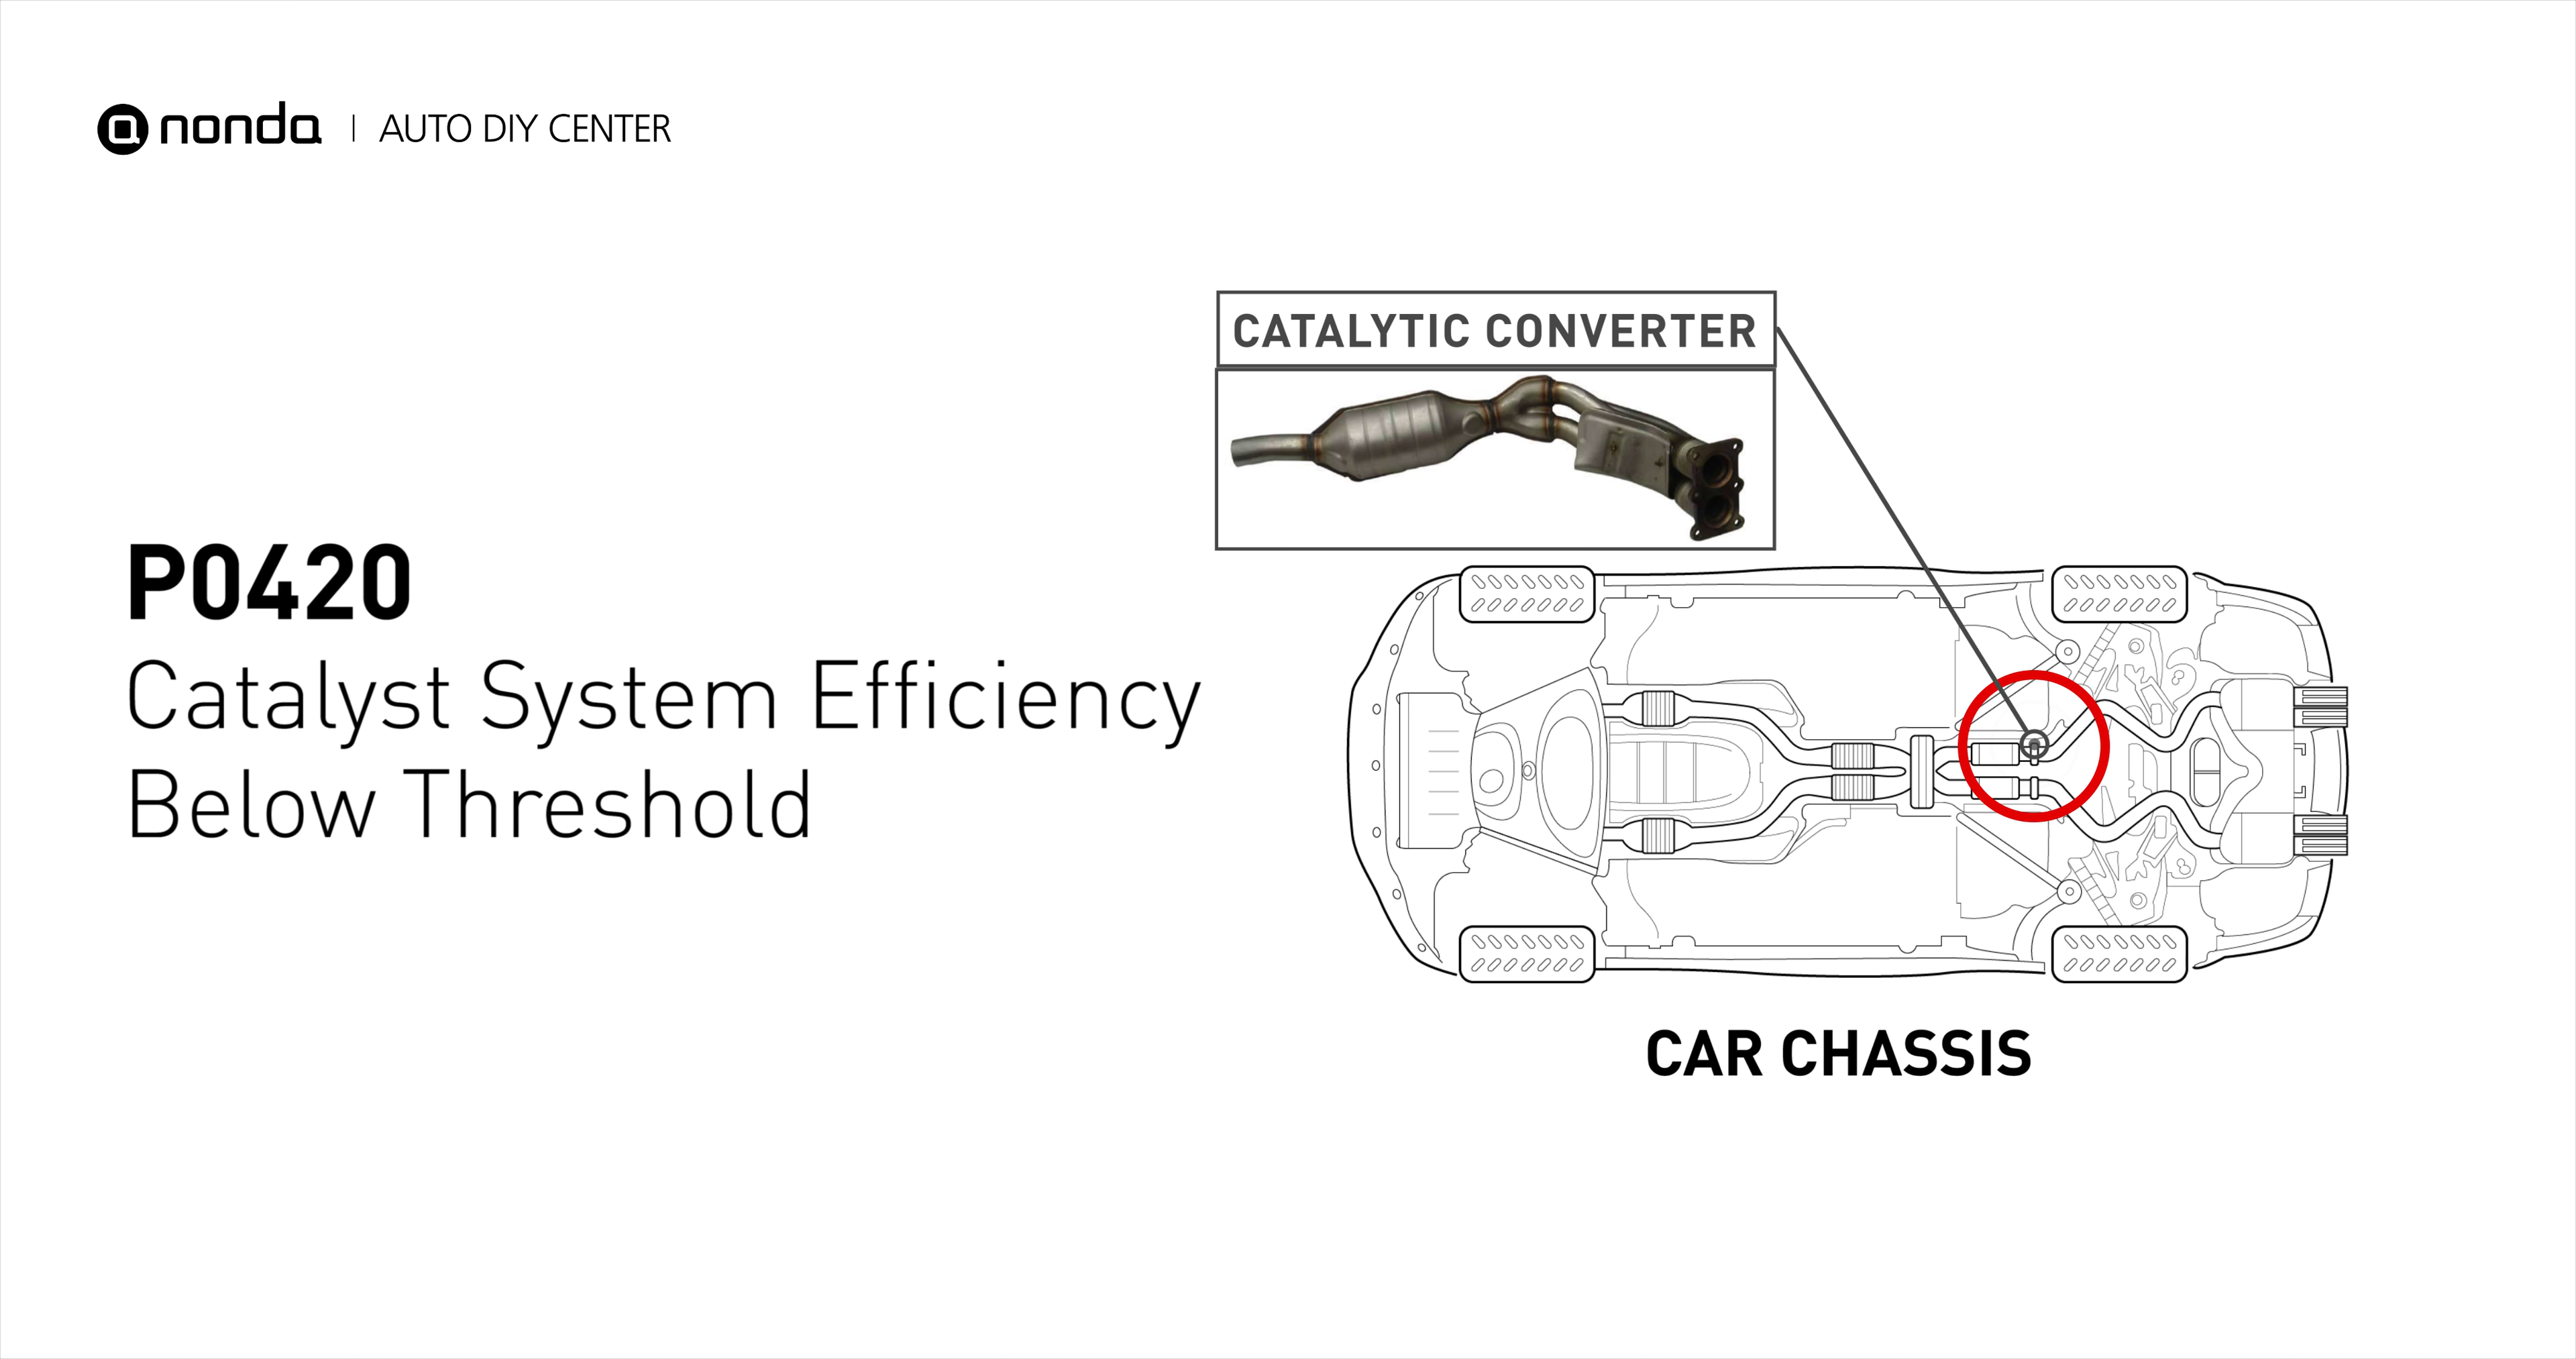 nonda | AUTO DIY CENTER
CATALYTIC CONVERTER
P0420
Catalyst System Efficiency
Below Threshold
CAR CHASSIS